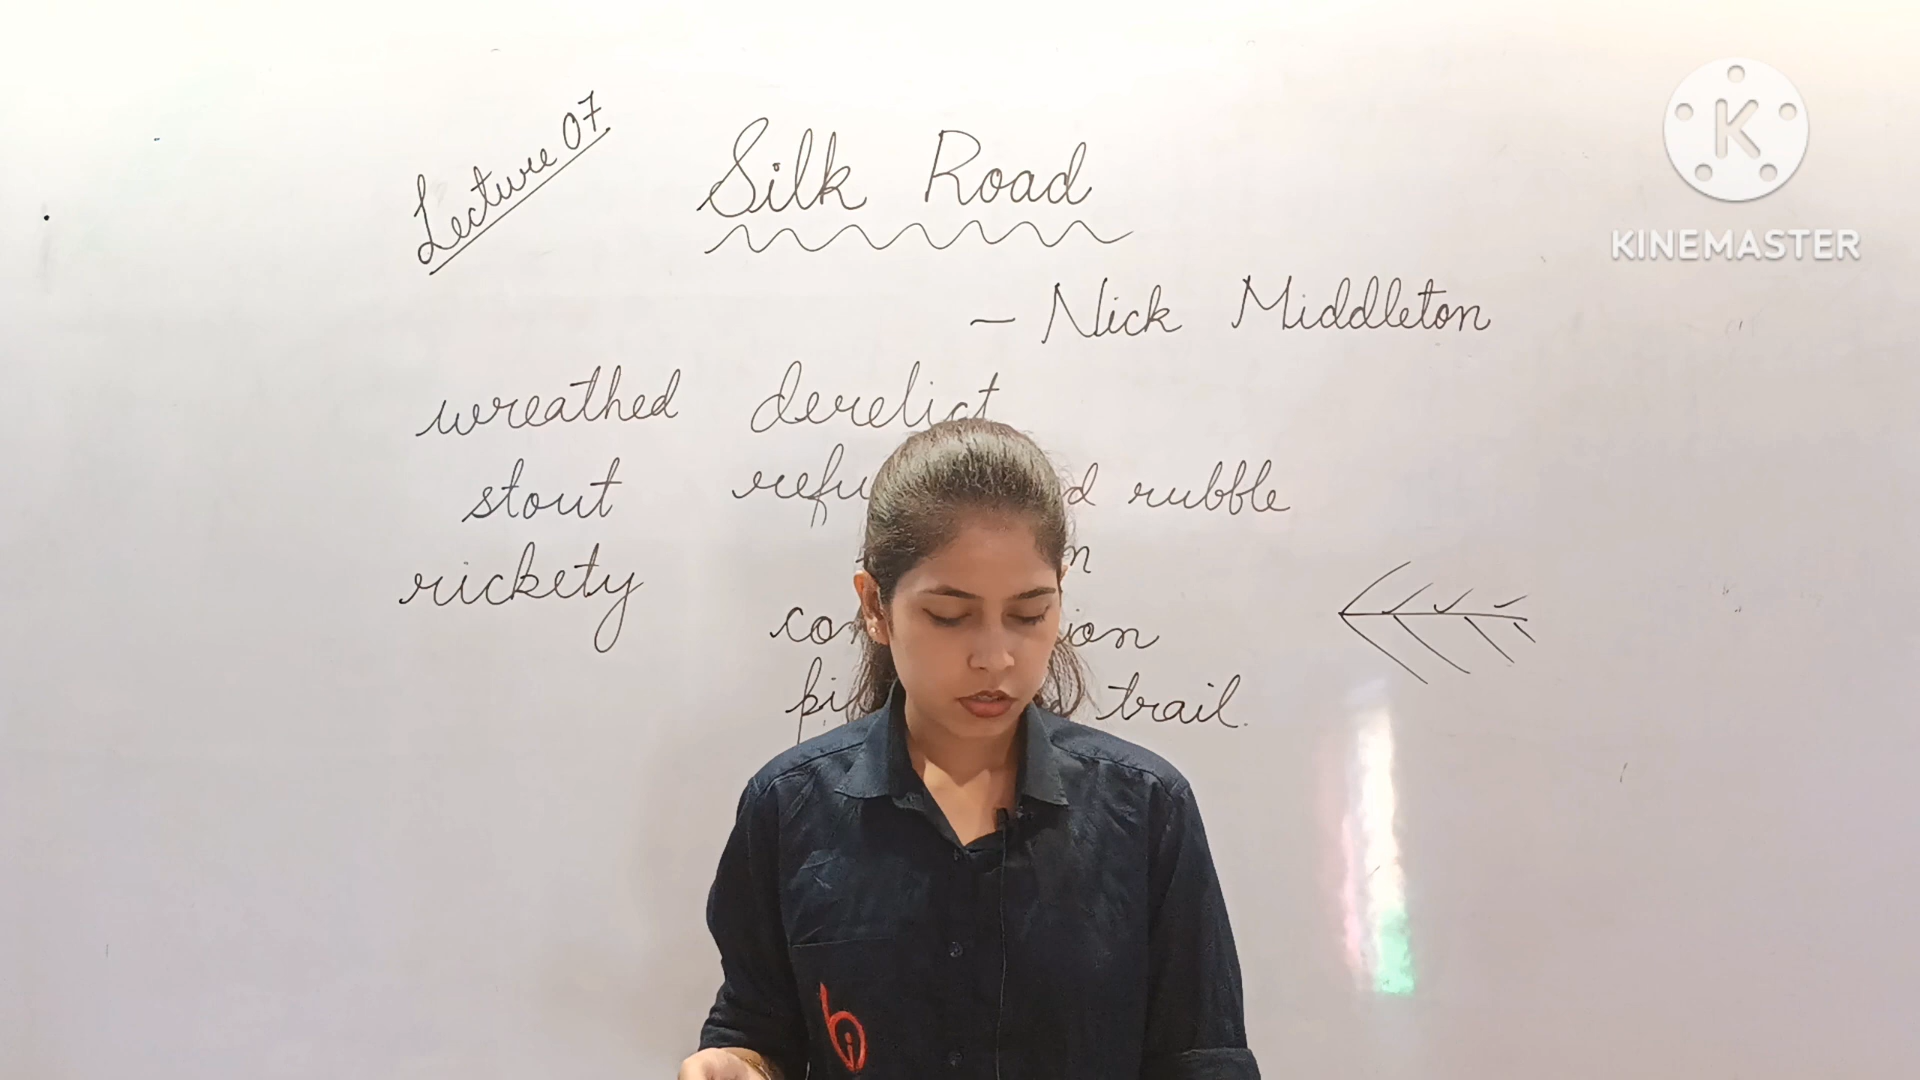 Lecture 07
Silk Road
- Nick Middleton
wreathed derelict
stout rubble
rickety
trail.
KINEMASTER